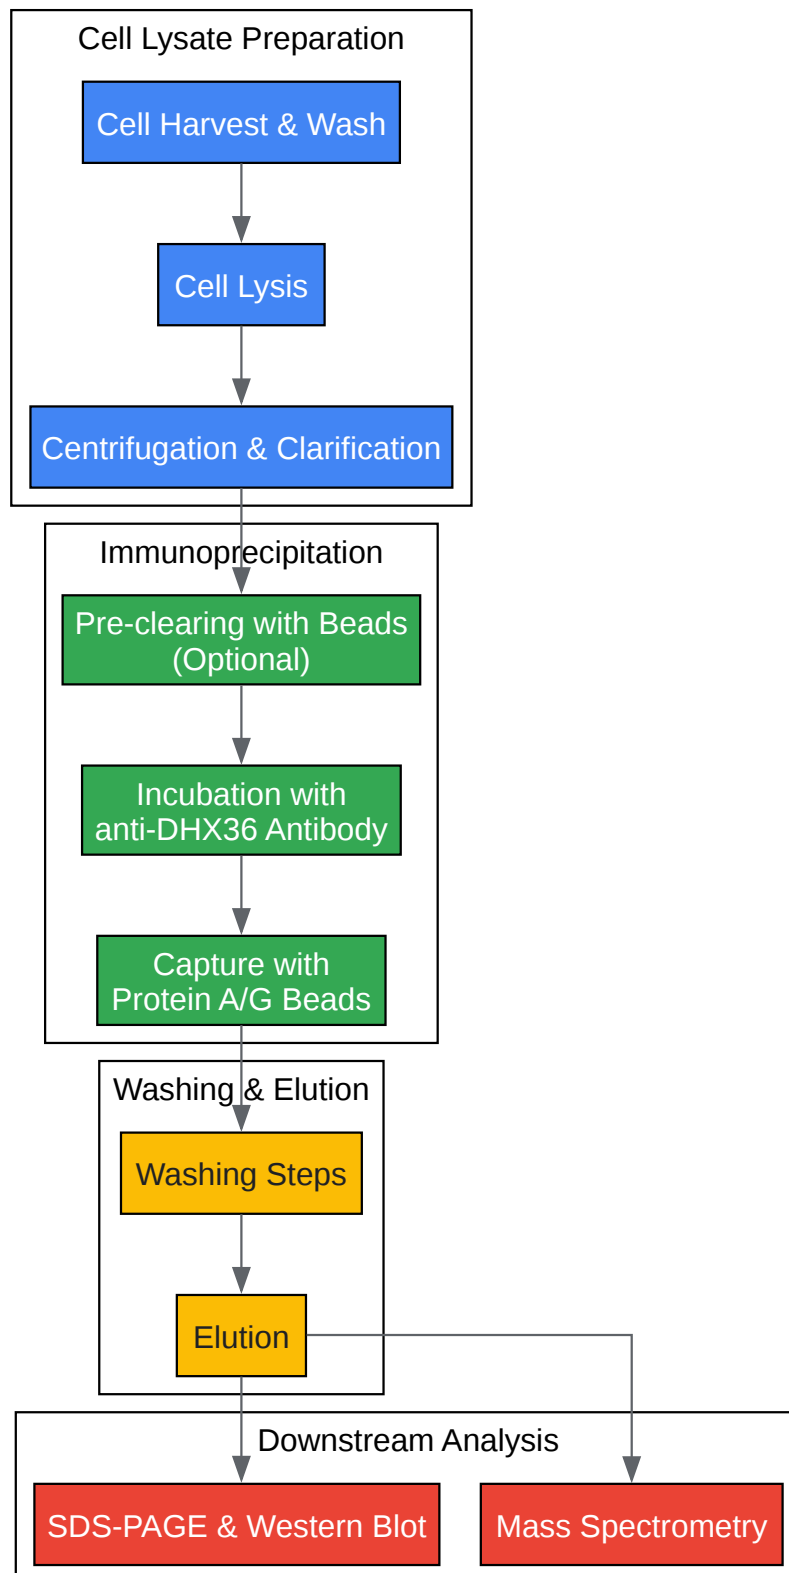 Cell Lysate Preparation
Cell Harvest & Wash
Cell Lysis
Centrifugation & Clarification
Immunoprecipitation
Pre-clearing with Beads
(Optional)
Incubation with
anti-DHX36 Antibody
Capture with
Protein A/G Beads
Washing & Elution
Washing Steps
Elution
Downstream Analysis
SDS-PAGE & Western Blot
Mass Spectrometry